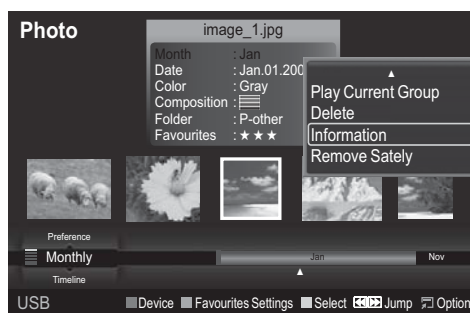 Photo
image_1.jpg
Month : Jan
Date : Jan.01.200
Color : Gray
Composition :
Folder : P-other
Favourites : ★★★
▲
Play Current Group
Delete
Information
Remove Sately
Preference
Monthly
Timeline
Jan
Nov
▲
USB
Device
Favourites Settings
Select
Jump
Option